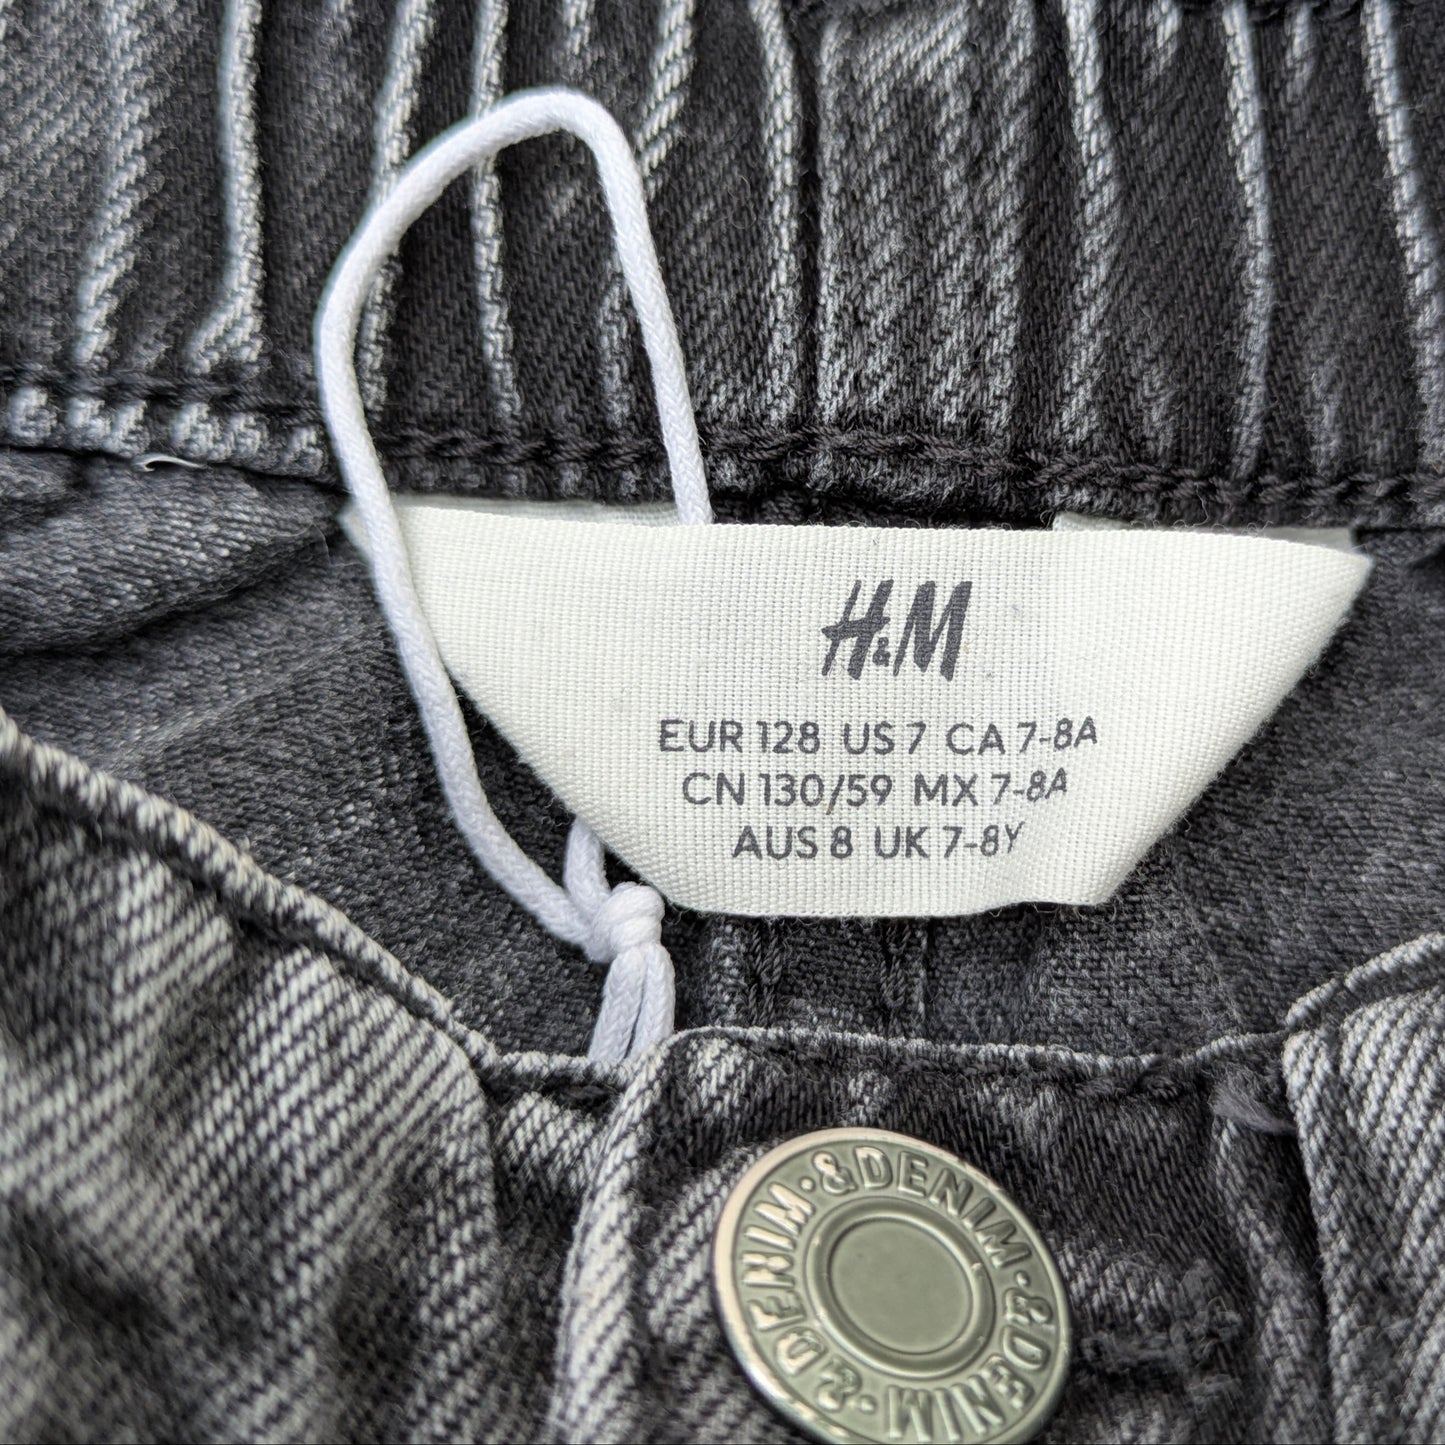 H&M
EUR 128 US 7 CA 7-8A
CN 130/59 MX 7-8A
AUS 8 UK 7-8Y
&DENIM · &DENIM · &DENIM ·